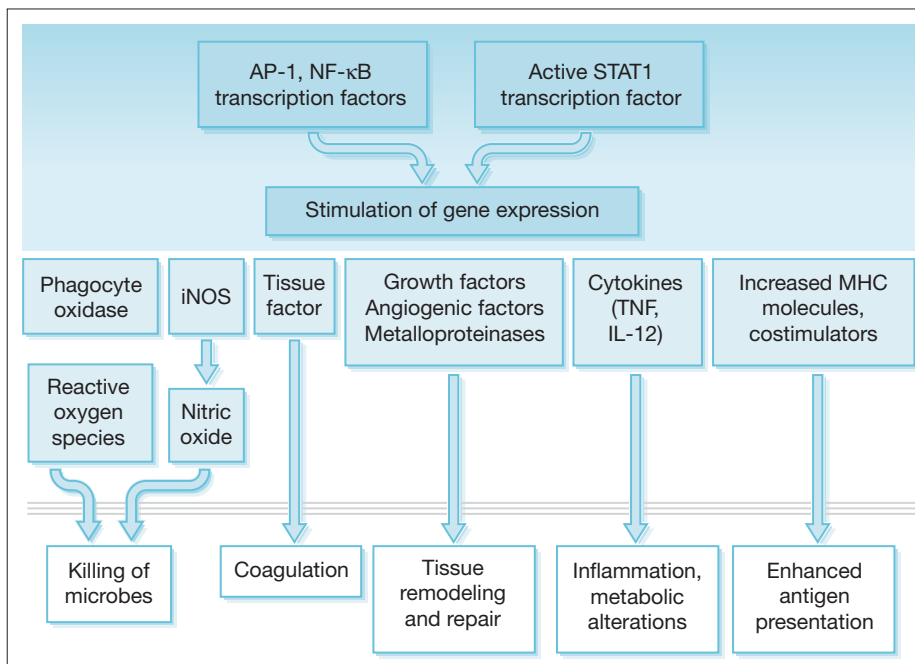 AP-1, NF-κB
transcription factors
Active STAT1
transcription factor
Stimulation of gene expression
Phagocyte
oxidase
iNOS
Tissue
factor
Growth factors
Angiogenic factors
Metalloproteinases
Cytokines
(TNF,
IL-12)
Increased MHC
molecules,
costimulators
Reactive
oxygen
species
Nitric
oxide
Killing of
microbes
Coagulation
Tissue
remodeling
and repair
Inflammation,
metabolic
alterations
Enhanced
antigen
presentation